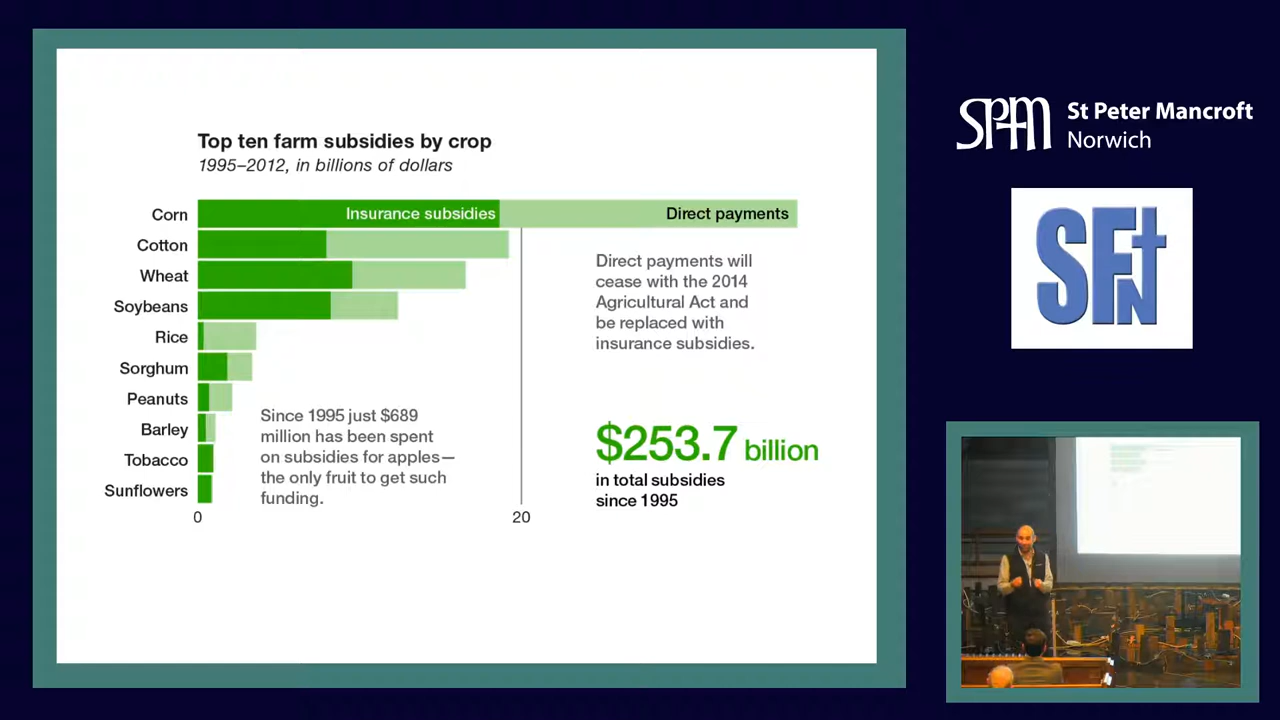 Top ten farm subsidies by crop
1995–2012, in billions of dollars
Corn
Insurance subsidies
Direct payments
Cotton
Wheat
Soybeans
Rice
Sorghum
Peanuts
Barley
Tobacco
Sunflowers
0
20
Direct payments will
cease with the 2014
Agricultural Act and
be replaced with
insurance subsidies.
Since 1995 just $689
million has been spent
on subsidies for apples—
the only fruit to get such
funding.
$253.7 billion
in total subsidies
since 1995
SPM
St Peter Mancroft
Norwich
SFN